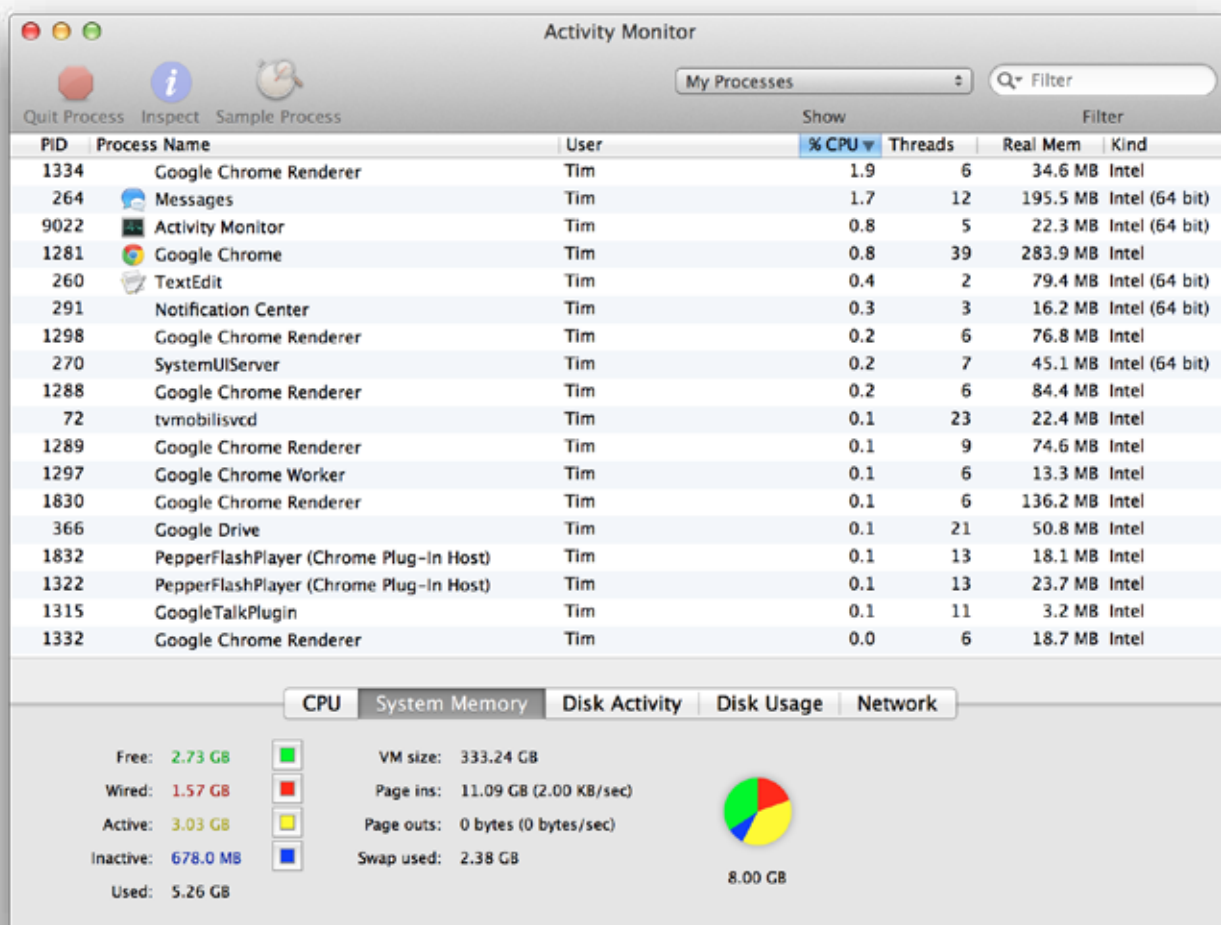 Activity Monitor
Quit Process Inspect Sample Process My Processes Show Filter Filter
PID Process Name User % CPU Threads Real Mem Kind
1334 Google Chrome Renderer Tim 1.9 6 34.6 MB Intel
264 Messages Tim 1.7 12 195.5 MB Intel (64 bit)
9022 Activity Monitor Tim 0.8 5 22.3 MB Intel (64 bit)
1281 Google Chrome Tim 0.8 39 283.9 MB Intel
260 TextEdit Tim 0.4 2 79.4 MB Intel (64 bit)
291 Notification Center Tim 0.3 3 16.2 MB Intel (64 bit)
1298 Google Chrome Renderer Tim 0.2 6 76.8 MB Intel
270 SystemUIServer Tim 0.2 7 45.1 MB Intel (64 bit)
1288 Google Chrome Renderer Tim 0.2 6 84.4 MB Intel
72 tvmobilisvcd Tim 0.1 23 22.4 MB Intel
1289 Google Chrome Renderer Tim 0.1 9 74.6 MB Intel
1297 Google Chrome Worker Tim 0.1 6 13.3 MB Intel
1830 Google Chrome Renderer Tim 0.1 6 136.2 MB Intel
366 Google Drive Tim 0.1 21 50.8 MB Intel
1832 PepperFlashPlayer (Chrome Plug-In Host) Tim 0.1 13 18.1 MB Intel
1322 PepperFlashPlayer (Chrome Plug-In Host) Tim 0.1 13 23.7 MB Intel
1315 GoogleTalkPlugin Tim 0.1 11 3.2 MB Intel
1332 Google Chrome Renderer Tim 0.0 6 18.7 MB Intel
CPU System Memory Disk Activity Disk Usage Network
Free: 2.73 GB VM size: 333.24 GB
Wired: 1.57 GB Page ins: 11.09 GB (2.00 KB/sec)
Active: 3.03 GB Page outs: 0 bytes (0 bytes/sec)
Inactive: 678.0 MB Swap used: 2.38 GB
Used: 5.26 GB
8.00 GB